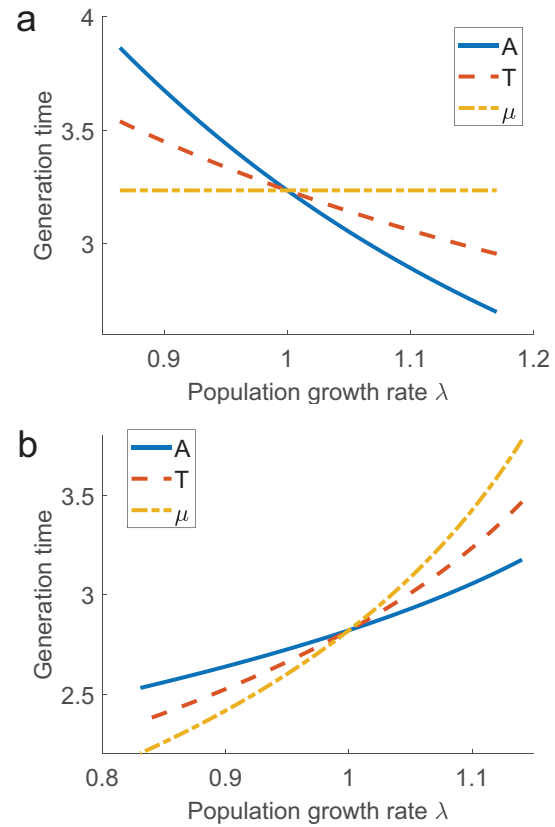 a
4
3.5
3
Generation time
A
T
μ
0.9
1
1.1
1.2
Population growth rate λ
b
3.5
3
2.5
Generation time
A
T
μ
0.8
0.9
1
1.1
Population growth rate λ